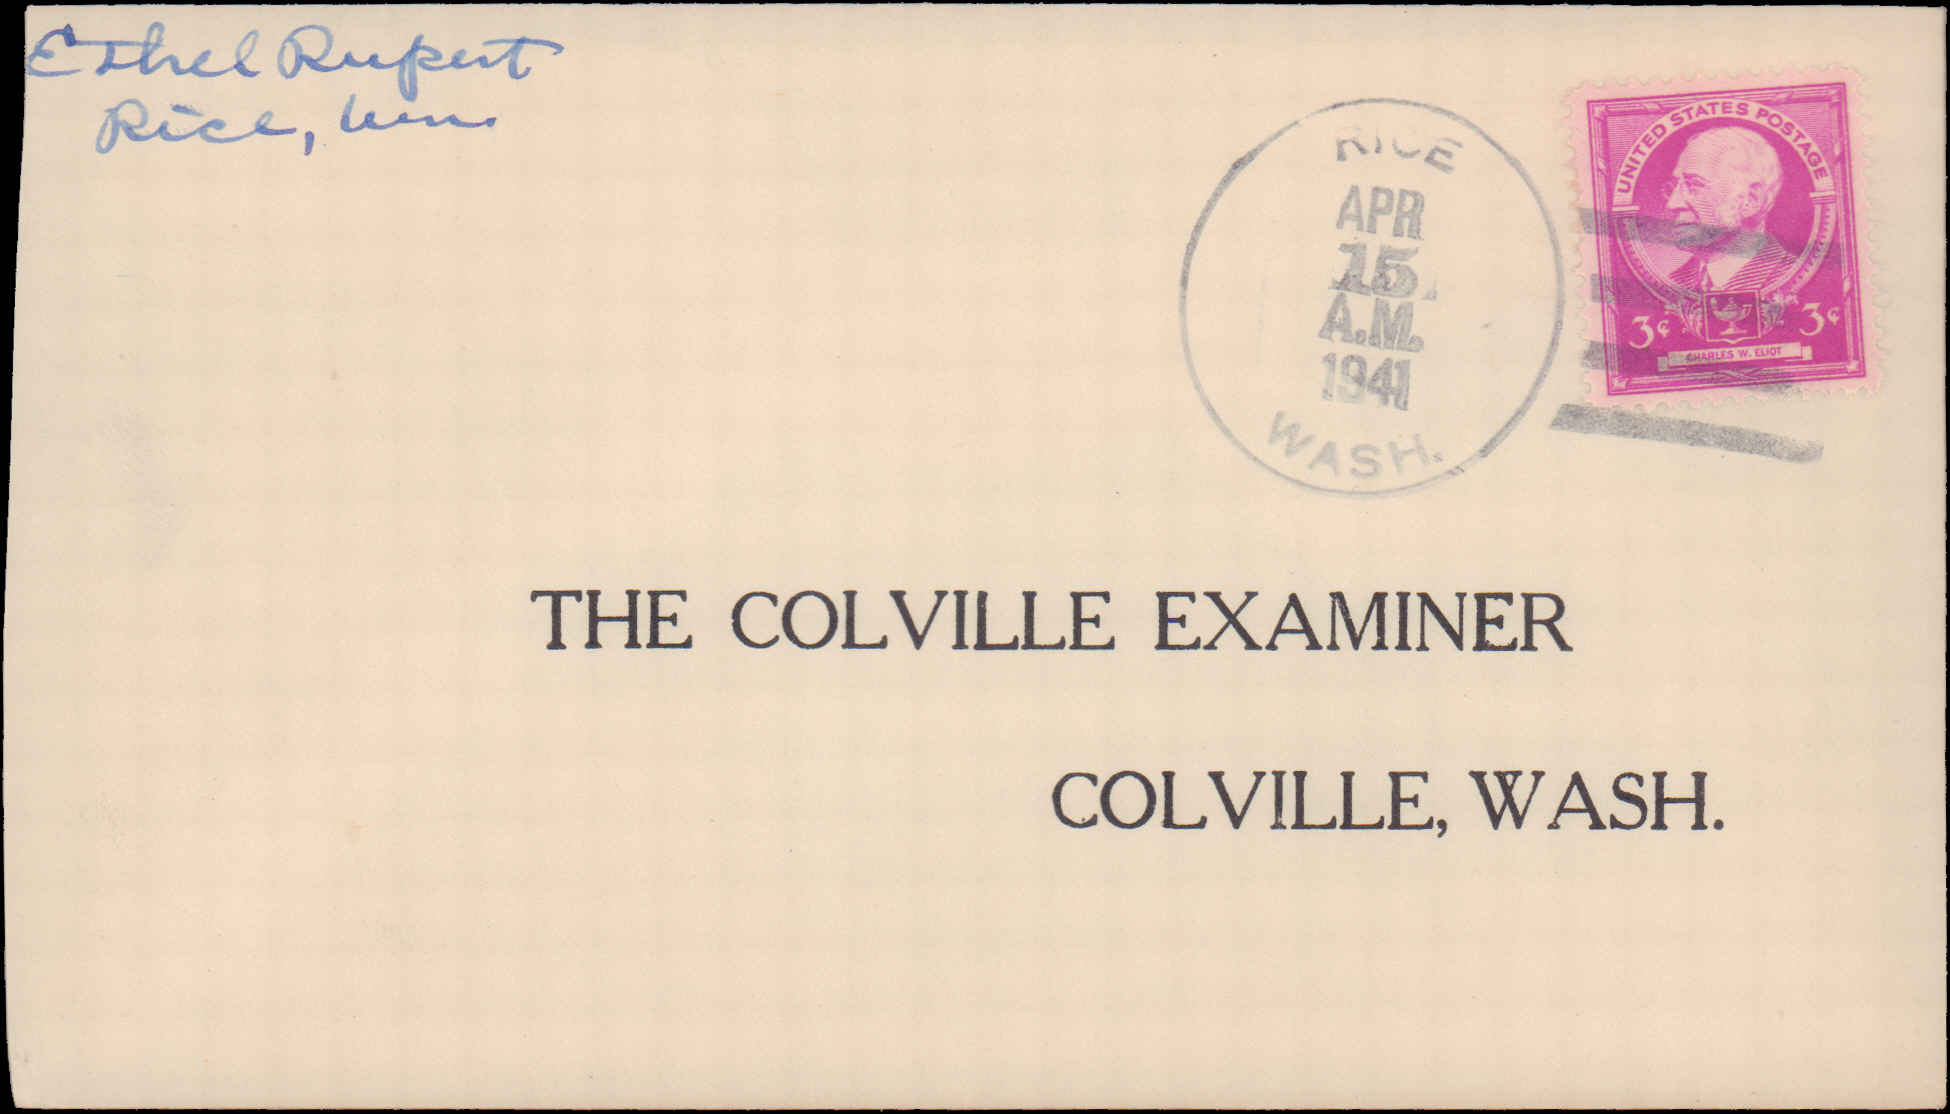 Ethel Rupert
Rice, Wn.
RICE
APR
15
A.M.
1941
WASH.
UNITED STATES POSTAGE
3¢ 3¢
CHARLES W. ELIOT
THE COLVILLE EXAMINER
COLVILLE, WASH.